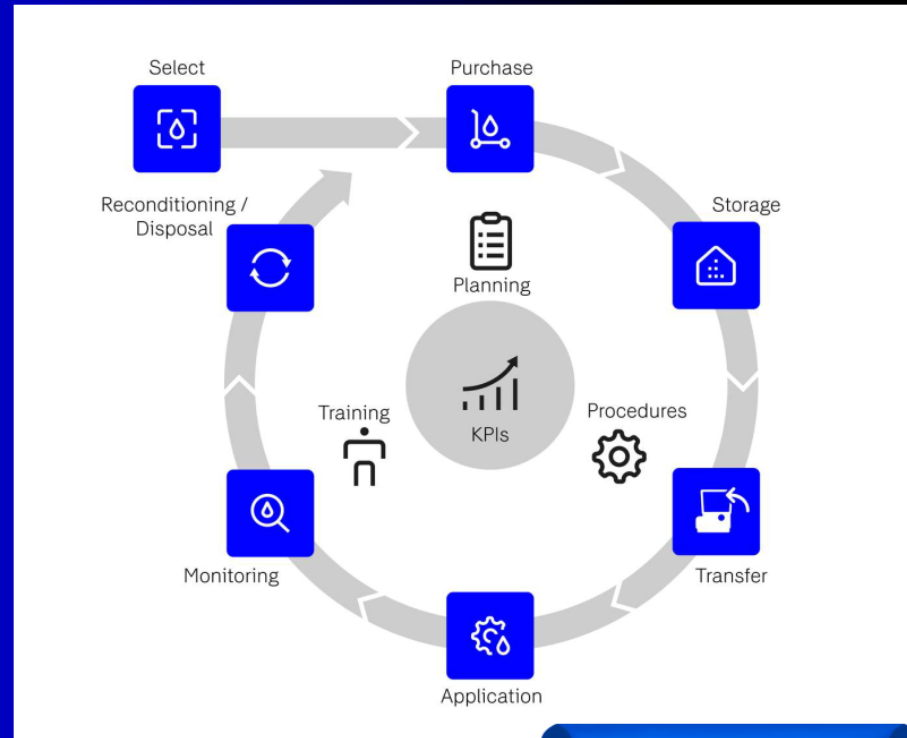 Select
Purchase
Reconditioning /
Disposal
Storage
Planning
Training
Procedures
KPIs
Monitoring
Transfer
Application